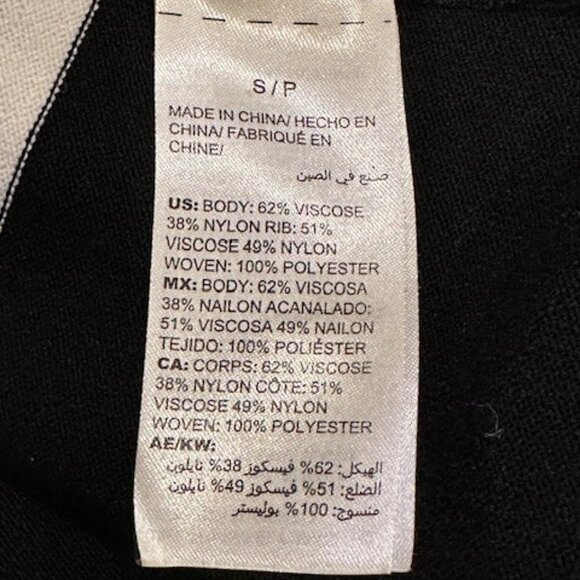 S/P
MADE IN CHINA/ HECHO EN
CHINA/ FABRIQUÉ EN
CHINE/
صنع في الصين
US: BODY: 62% VISCOSE
38% NYLON RIB: 51%
VISCOSE 49% NYLON
WOVEN: 100% POLYESTER
MX: BODY: 62% VISCOSA
38% NAILON ACANALADO:
51% VISCOSA 49% NAILON
TEJIDO: 100% POLIÉSTER
CA: CORPS: 62% VISCOSE
38% NYLON CÔTE: 51%
VISCOSE 49% NYLON
WOVEN: 100% POLYESTER
AE/KW:
الهيكل: 62% فيسكوز 38% نايلون
الضلع: 51% فيسكوز 49% نايلون
منسوج: 100% بوليستر